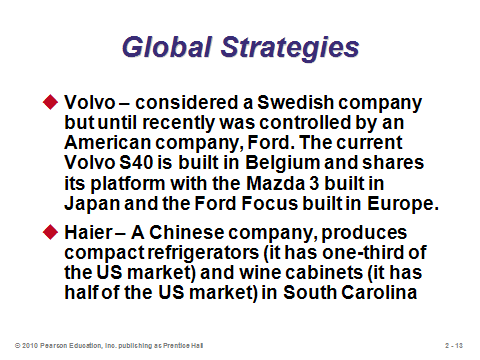 Global Strategies
Volvo – considered a Swedish company
but until recently was controlled by an
American company, Ford. The current
Volvo S40 is built in Belgium and shares
its platform with the Mazda 3 built in
Japan and the Ford Focus built in Europe.
Haier – A Chinese company, produces
compact refrigerators (it has one-third of
the US market) and wine cabinets (it has
half of the US market) in South Carolina
© 2010 Pearson Education, Inc. publishing as Prentice Hall
2 - 13